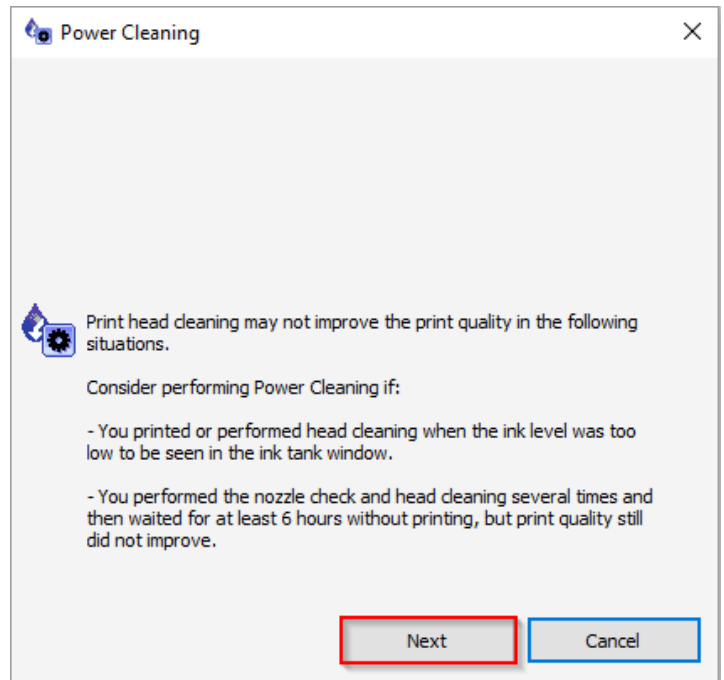 Power Cleaning
Print head cleaning may not improve the print quality in the following
situations.
Consider performing Power Cleaning if:
- You printed or performed head cleaning when the ink level was too
low to be seen in the ink tank window.
- You performed the nozzle check and head cleaning several times and
then waited for at least 6 hours without printing, but print quality still
did not improve.
Next
Cancel